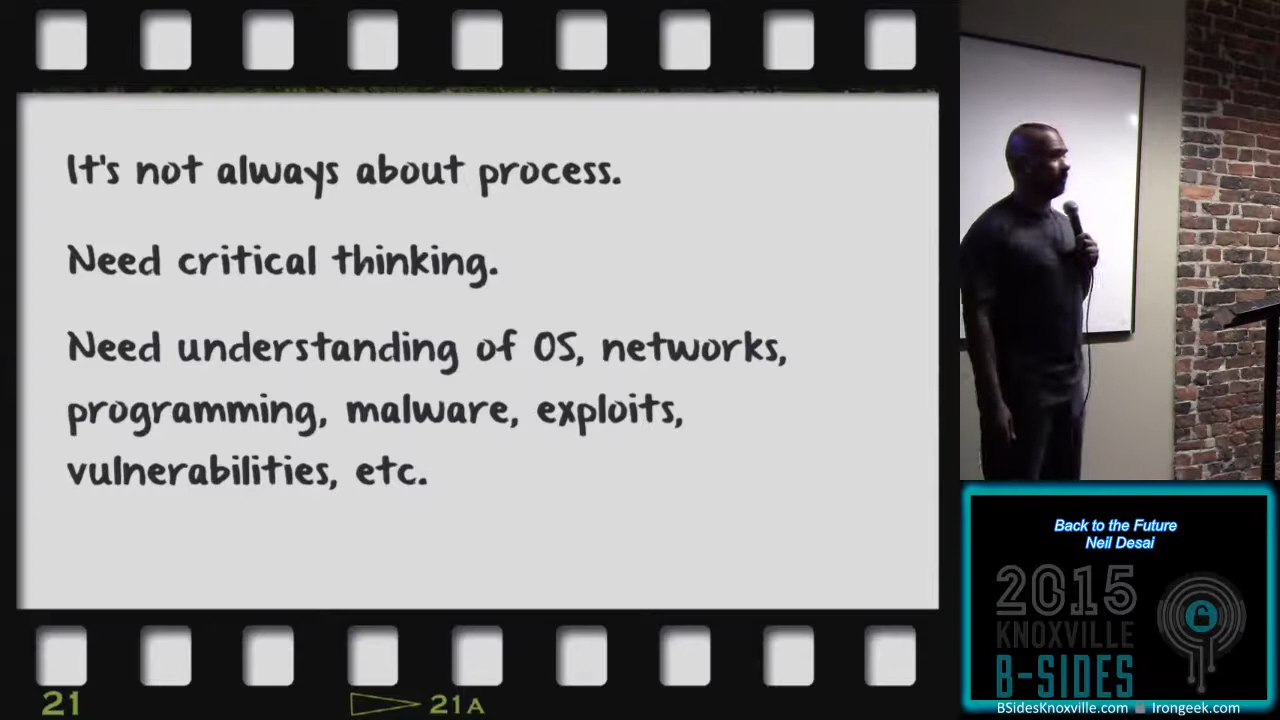 It's not always about process.
Need critical thinking.
Need understanding of OS, networks,
programming, malware, exploits,
vulnerabilities, etc.
21
21A
Back to the Future
Neil Desai
2015
KNOXVILLE
B-SIDES
BSidesKnoxville.com Irongeek.com